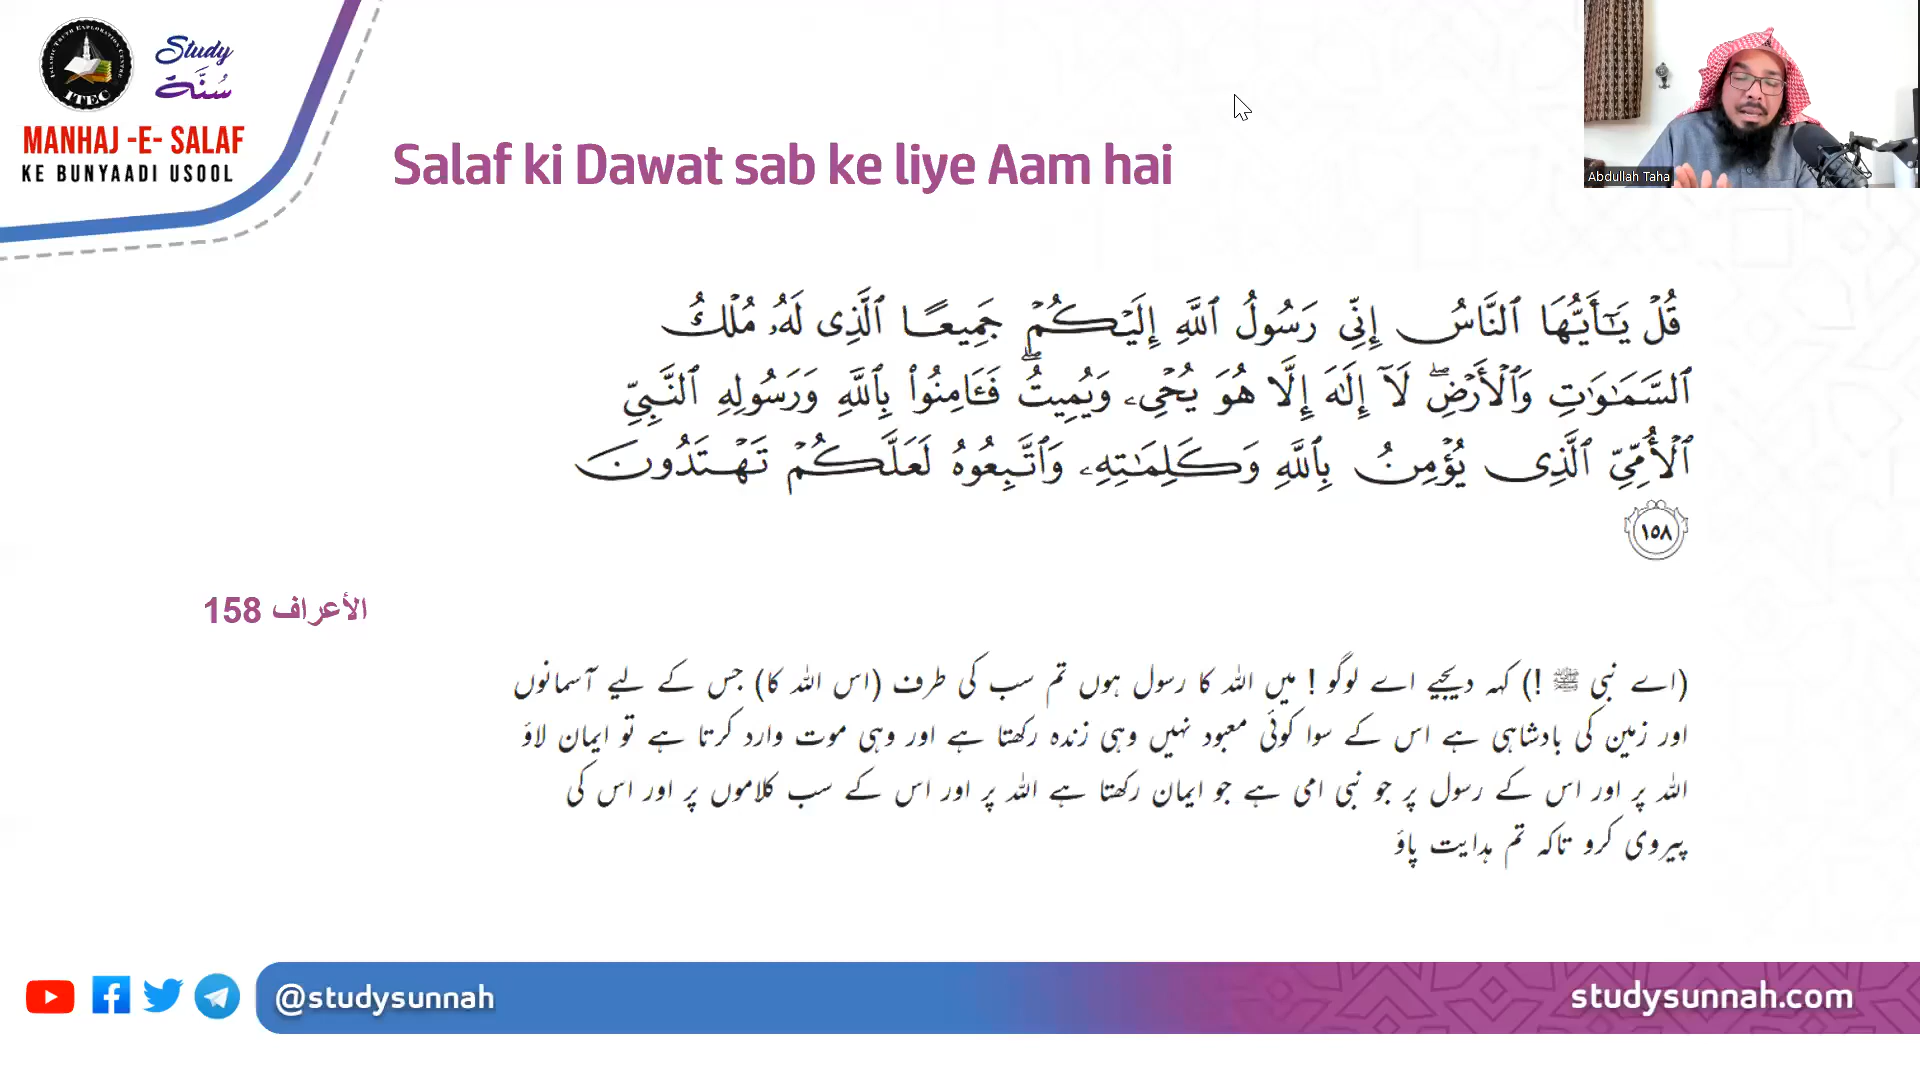 ISLAMIC TRUTH EXPLORATION CENTRE
ITEC
Study
سُنَّة
MANHAJ -E- SALAF
KE BUNYAADI USOOL
Salaf ki Dawat sab ke liye Aam hai
Abdullah Taha
قُلْ يَـٰٓأَيُّهَا ٱلنَّاسُ إِنِّى رَسُولُ ٱللَّهِ إِلَيْكُمْ جَمِيعًا ٱلَّذِى لَهُۥ مُلْكُ
ٱلسَّمَـٰوَٰتِ وَٱلْأَرْضِ ۖ لَآ إِلَـٰهَ إِلَّا هُوَ يُحْىِۦ وَيُمِيتُ ۖ فَـَٔامِنُوا۟ بِٱللَّهِ وَرَسُولِهِ ٱلنَّبِىِّ
ٱلْأُمِّىِّ ٱلَّذِى يُؤْمِنُ بِٱللَّهِ وَكَلِمَـٰتِهِۦ وَٱتَّبِعُوهُ لَعَلَّكُمْ تَهْتَدُونَ
١٥٨
الأعراف 158
(اے نبی ﷺ !) کہہ دیجیے اے لوگو ! میں اللہ کا رسول ہوں تم سب کی طرف (اس اللہ کا) جس کے لیے آسمانوں
اور زمین کی بادشاہی ہے اس کے سوا کوئی معبود نہیں وہی زندہ رکھتا ہے اور وہی موت وارد کرتا ہے تو ایمان لاؤ
اللہ پر اور اس کے رسول پر جو نبی امی ہے جو ایمان رکھتا ہے اللہ پر اور اس کے سب کلاموں پر اور اس کی
پیروی کرو تاکہ تم ہدایت پاؤ
@studysunnah
studysunnah.com